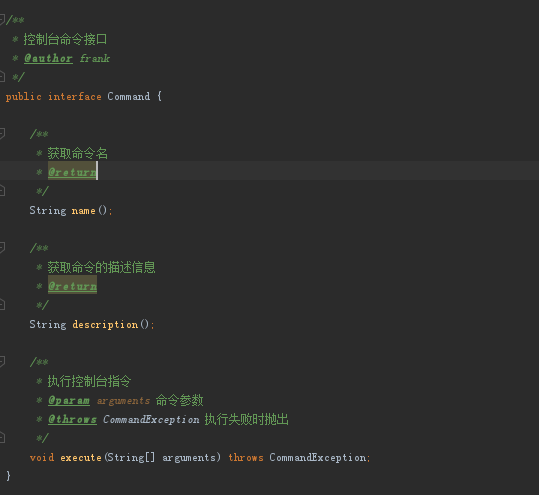 /**
 * 控制台命令接口
 * @author frank
 */
public interface Command {
/**
 * 获取命令名
 * @return
 */
String name();
/**
 * 获取命令的描述信息
 * @return
 */
String description();
/**
 * 执行控制台指令
 * @param arguments 命令参数
 * @throws CommandException 执行失败时抛出
 */
void execute(String[] arguments) throws CommandException;
}